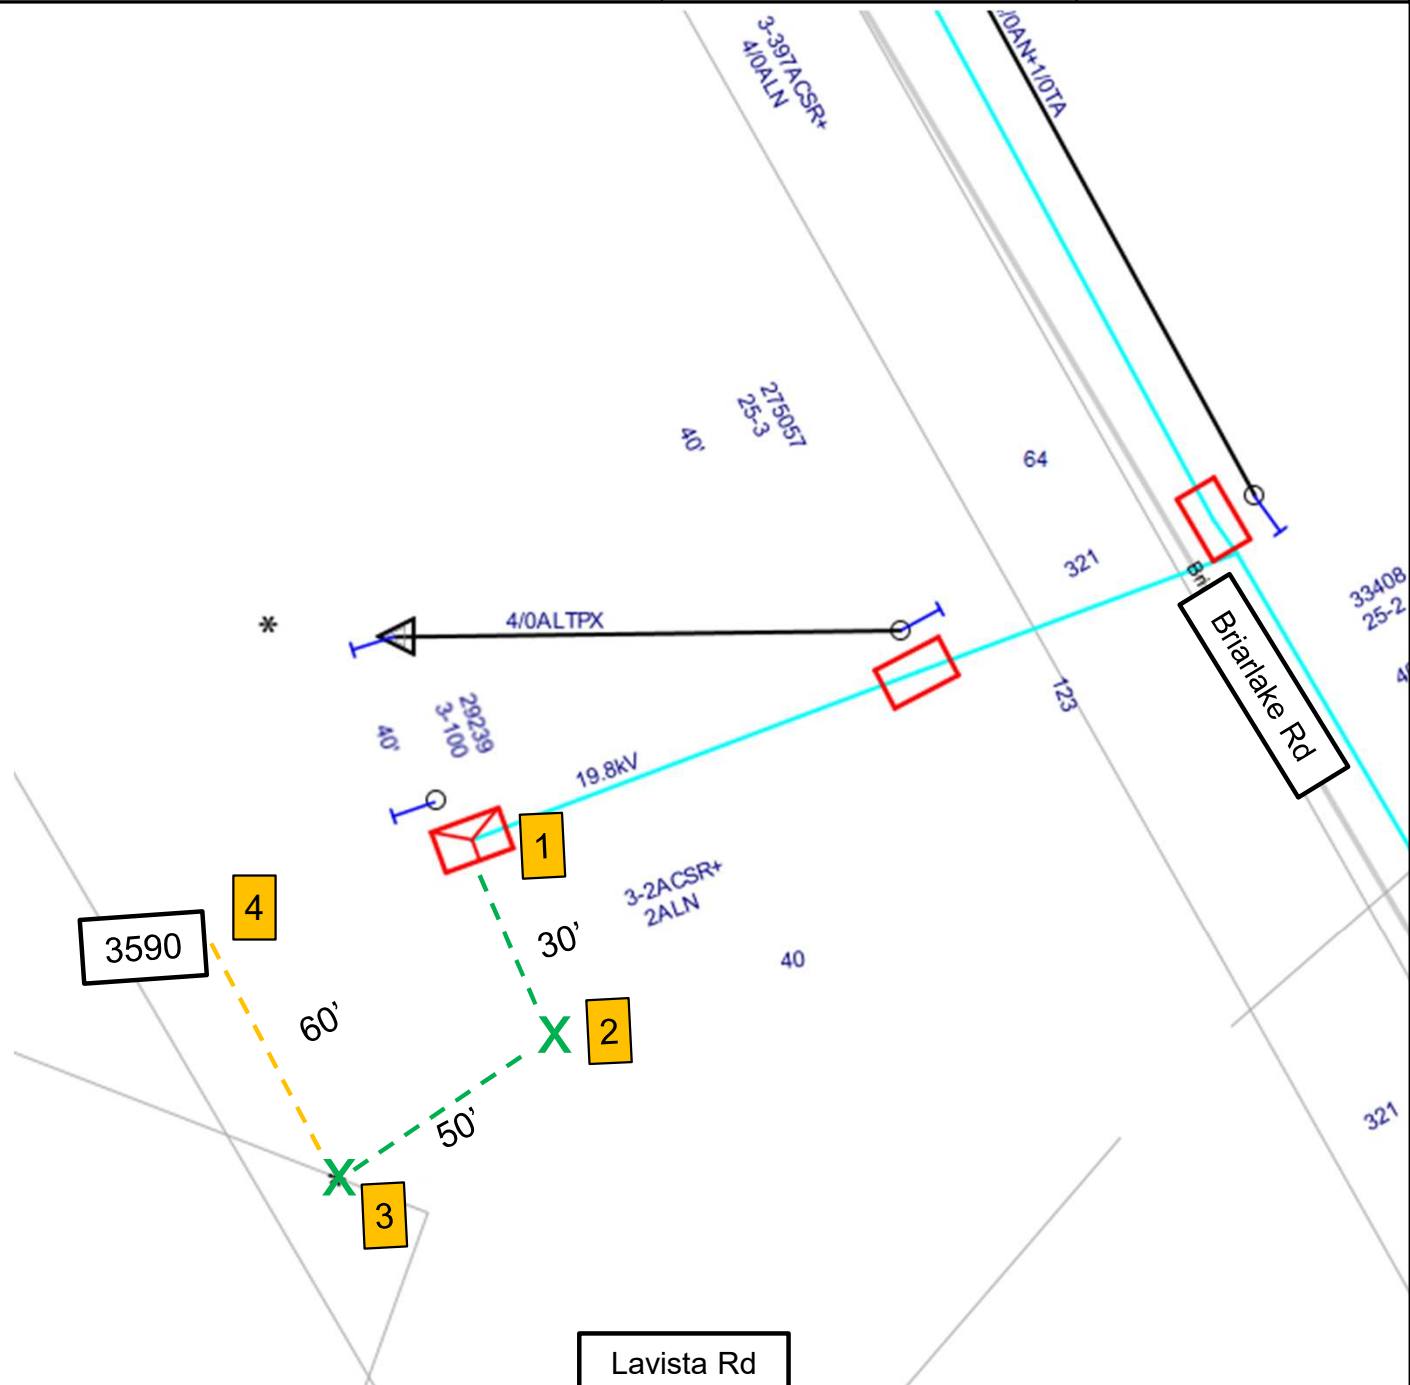 3-397ACSR+
4/0ALN
/0AN+1/0TA
275057
25-3
40'
64
321
Bri
33408
25-2
Briarlake Rd
4/0ALTPX
*
123
29239
3-100
40'
19.8kV
1
3-2ACSR+
2ALN
4
3590
30’
40
60’
2
50’
321
X
X
3
Lavista Rd